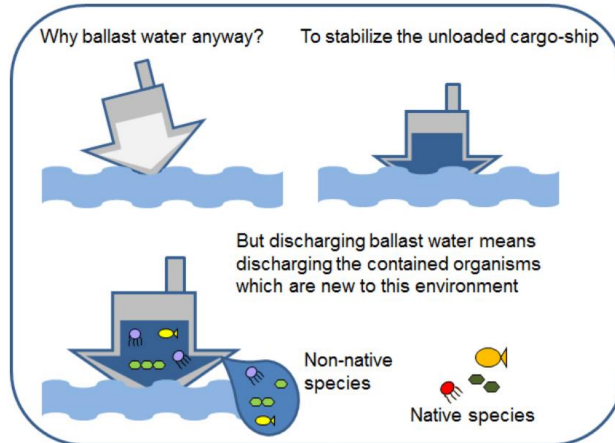 Why ballast water anyway?
To stabilize the unloaded cargo-ship
But discharging ballast water means
discharging the contained organisms
which are new to this environment
Non-native
species
Native species